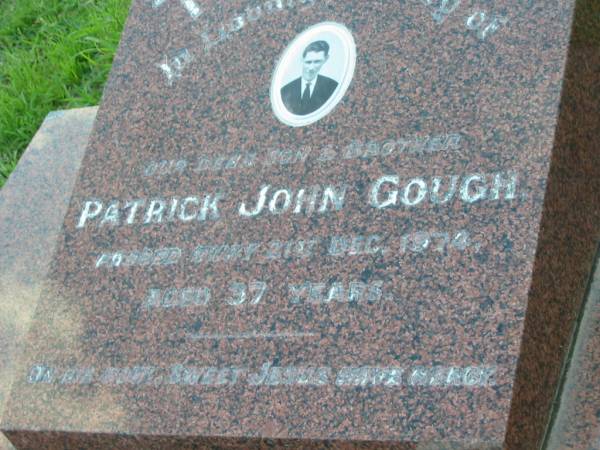 In Loving Memory of
Our Dear Son & Brother
Patrick John Gough.
Passed Away 21st Dec. 1974.
Aged 37 Years.
On his soul, Sweet Jesus have mercy.